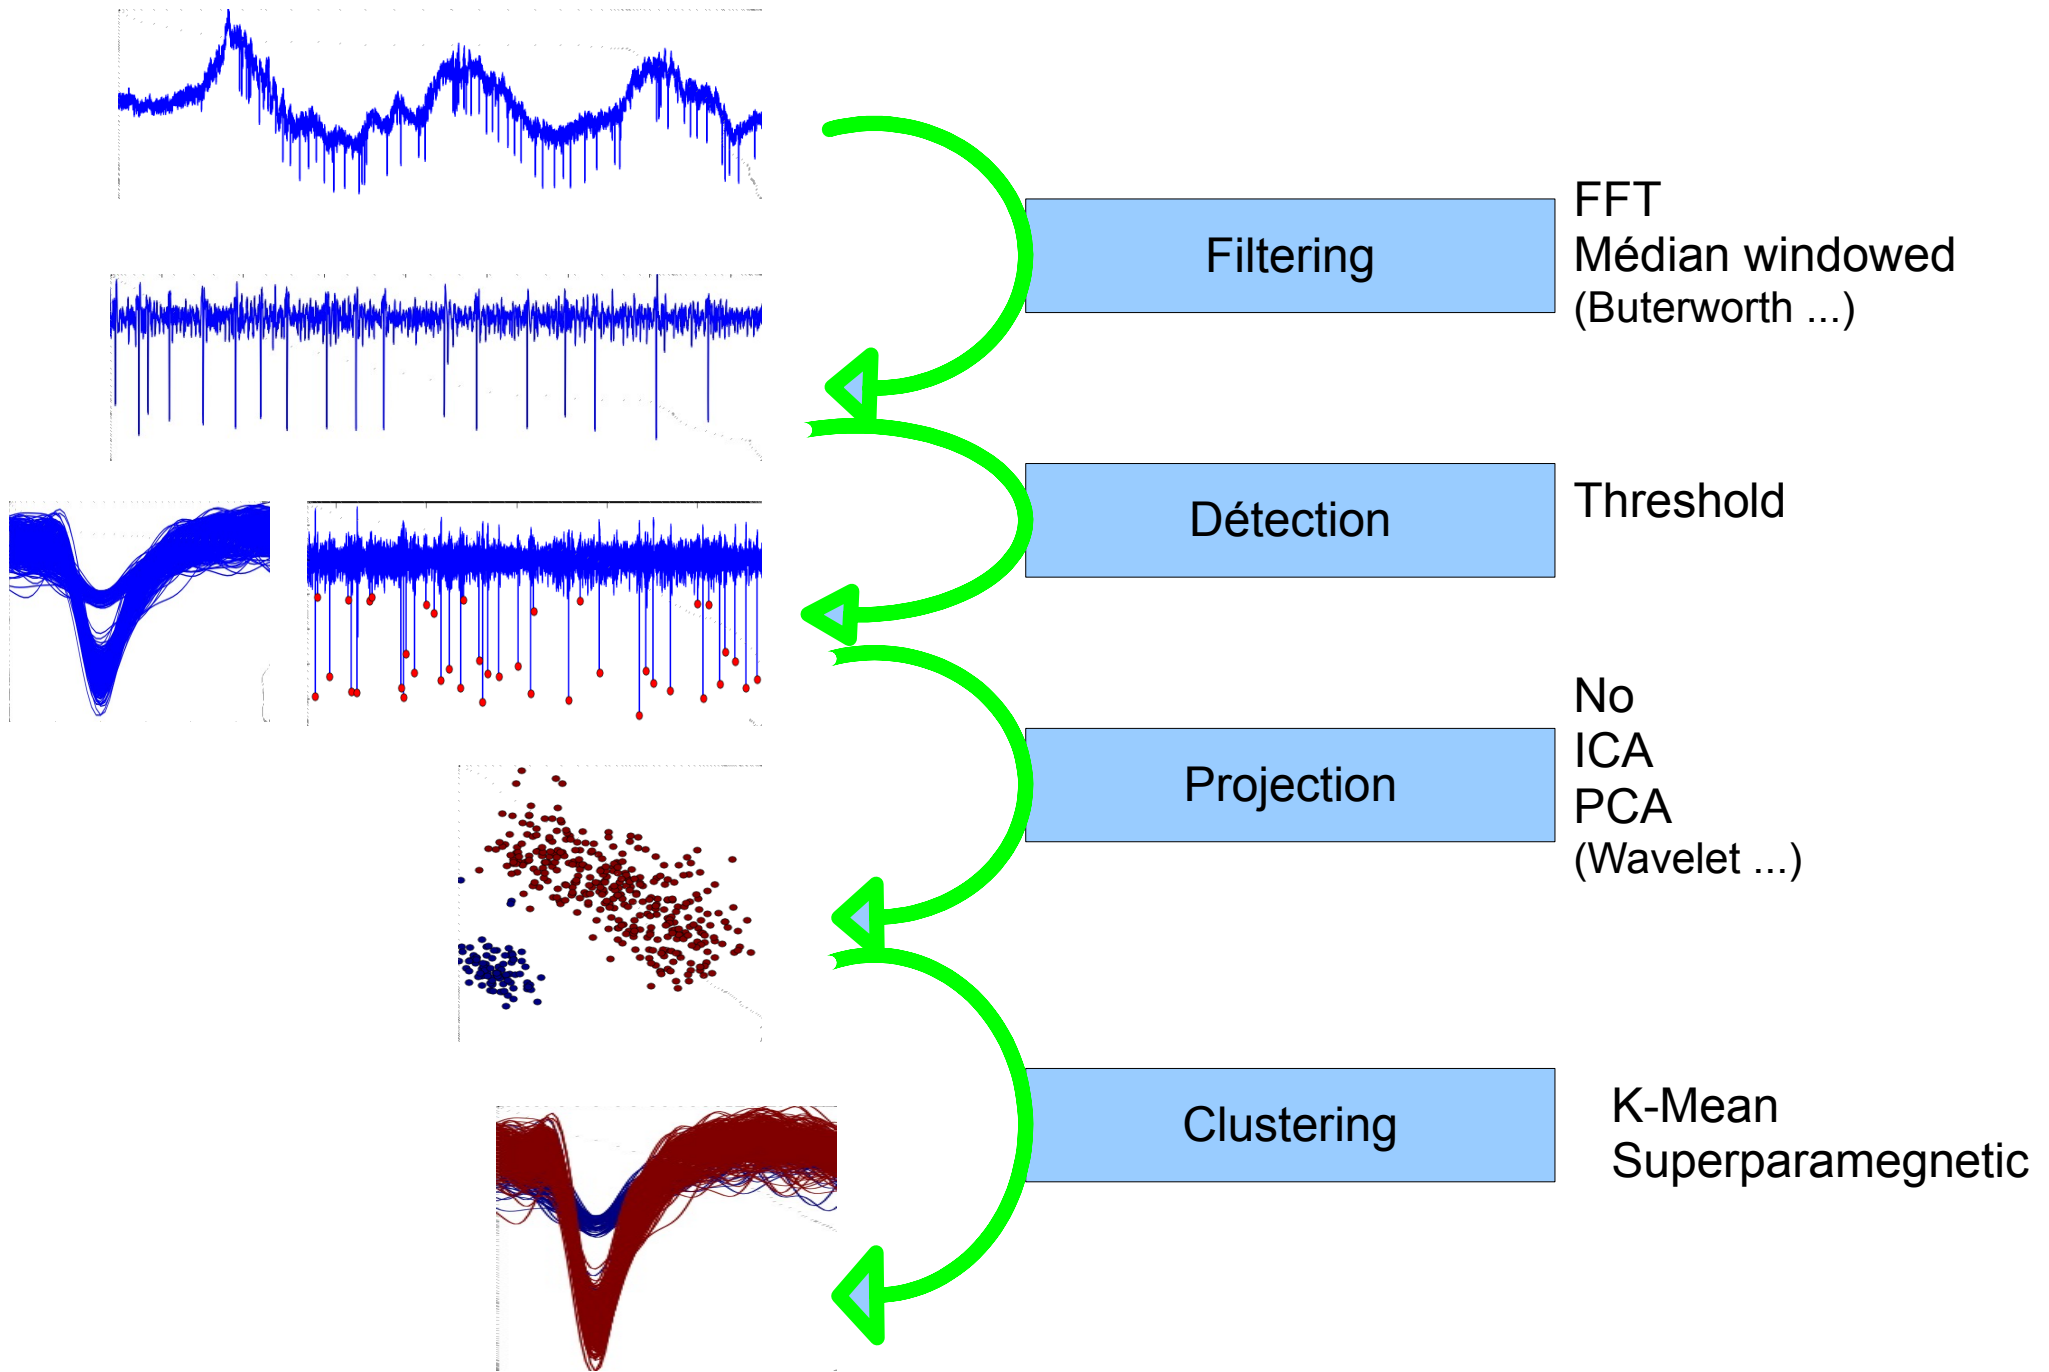 Filtering
FFT
Médian windowed
(Buterworth ...)
Détection
Threshold
Projection
No
ICA
PCA
(Wavelet ...)
Clustering
K-Mean
Superparamegnetic